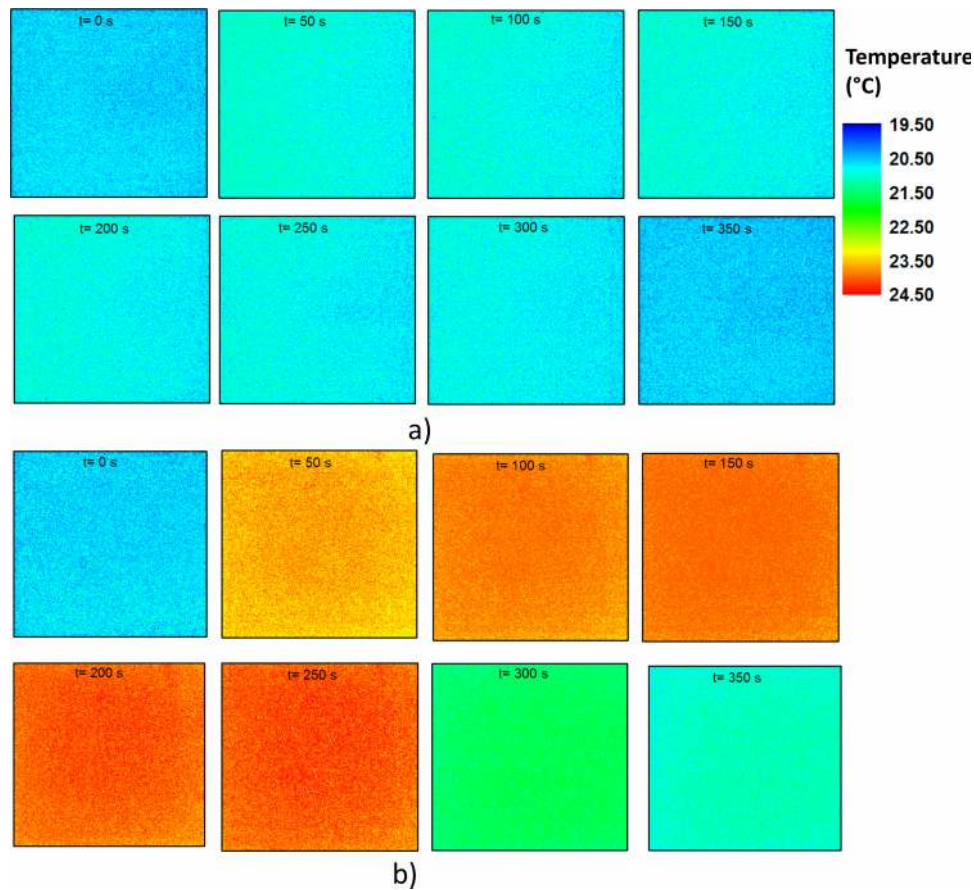 t= 0 s
t= 50 s
t= 100 s
t= 150 s
Temperature
(°C)
19.50
20.50
21.50
22.50
23.50
24.50
t= 200 s
t= 250 s
t= 300 s
t= 350 s
a)
t= 0 s
t= 50 s
t= 100 s
t= 150 s
t= 200 s
t= 250 s
t= 300 s
t= 350 s
b)